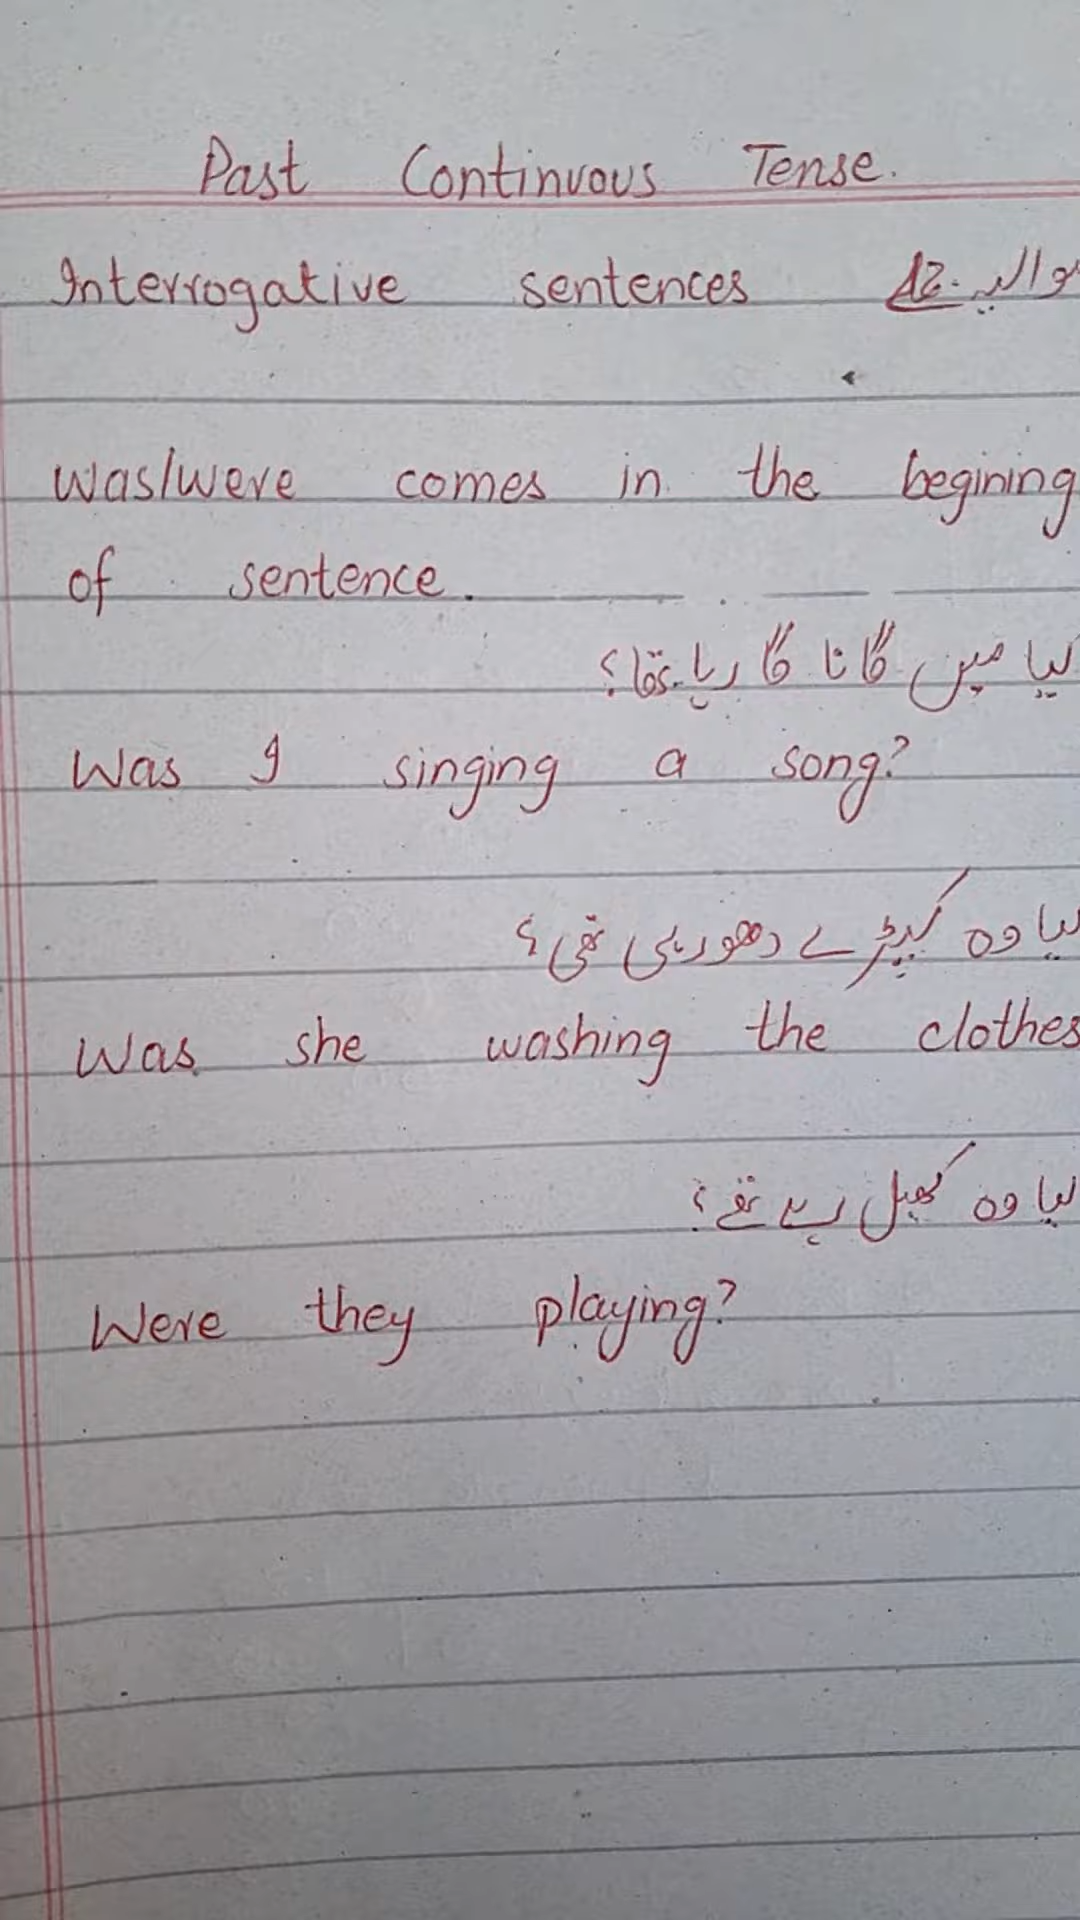 Past Continuous Tense.
Interrogative sentences سوالیہ جملے
was/were comes in the begining
of sentence.
کیا میں گانا گا رہا تھا؟
Was I singing a song?
کیا وہ کپڑے دھو رہی تھی؟
Was she washing the clothes
کیا وہ کھیل رہے تھے؟
Were they playing?